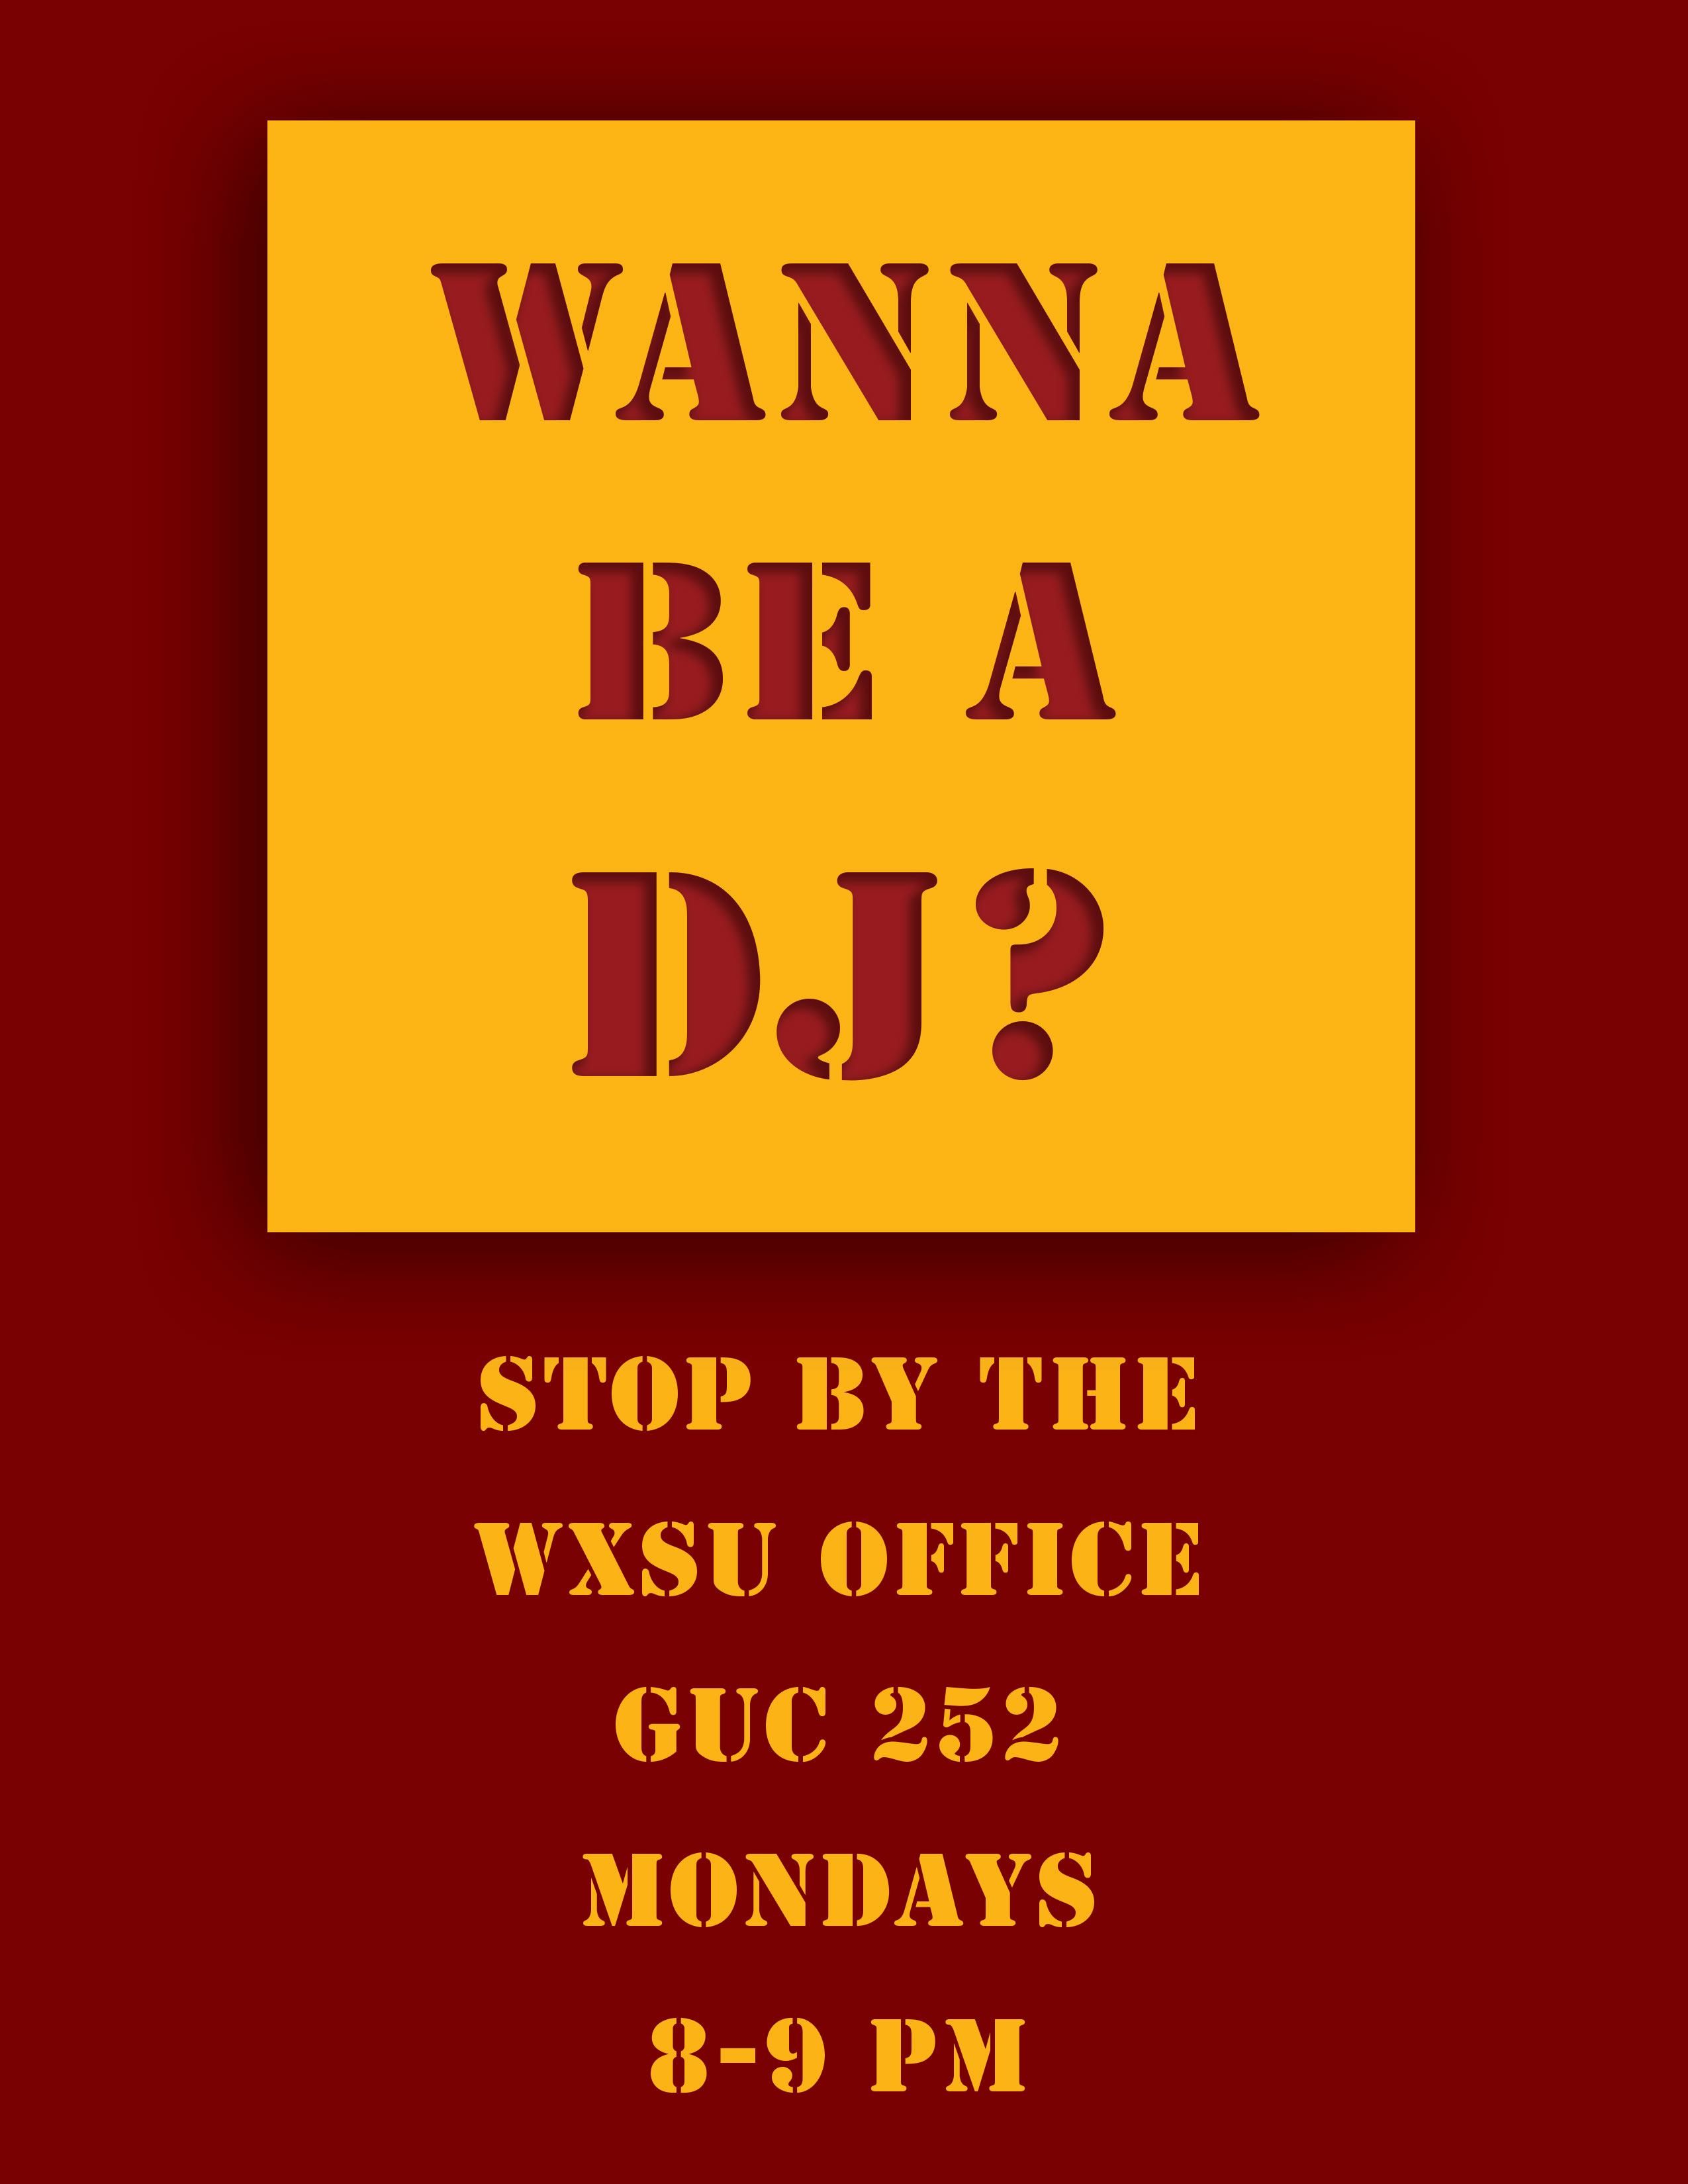 WANNA
BE A
DJ?
STOP BY THE
WXSU OFFICE
GUC 252
MONDAYS
8-9 PM